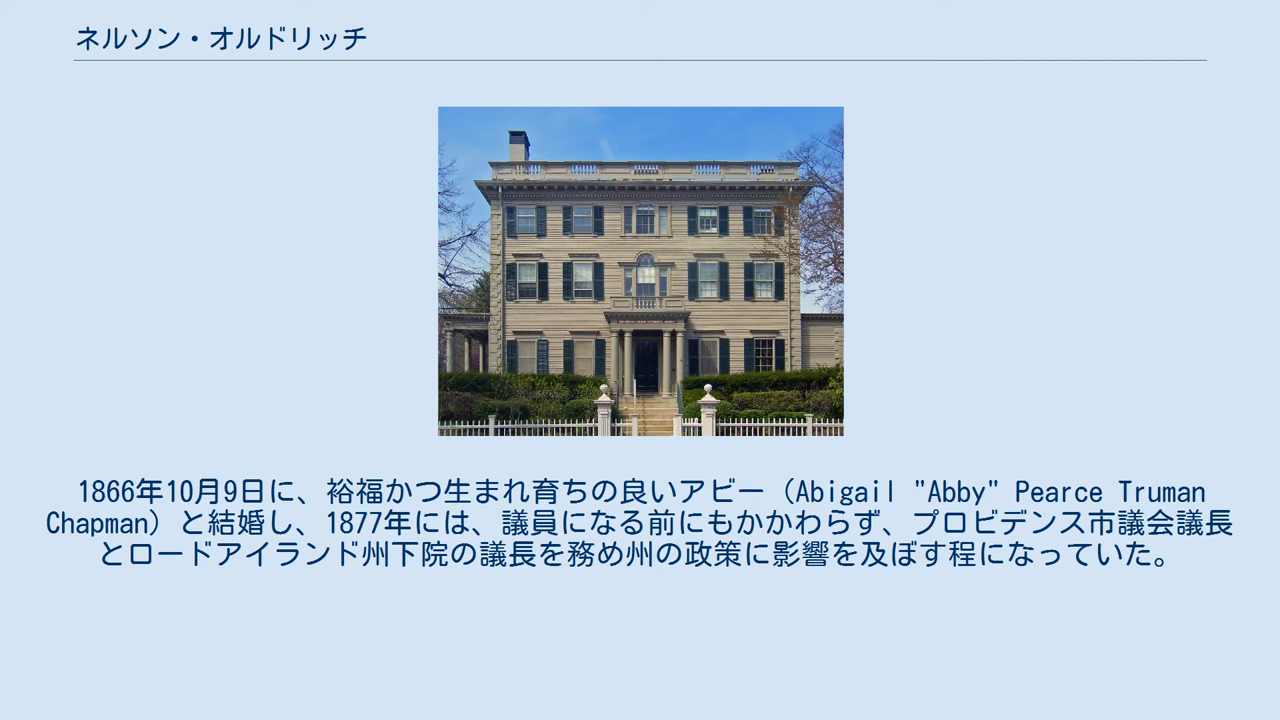 ネルソン・オルドリッチ
1866年10月9日に、裕福かつ生まれ育ちの良いアビー（Abigail "Abby" Pearce Truman
Chapman）と結婚し、1877年には、議員になる前にもかかわらず、プロビデンス市議会議長
とロードアイランド州下院の議長を務め州の政策に影響を及ぼす程になっていた。